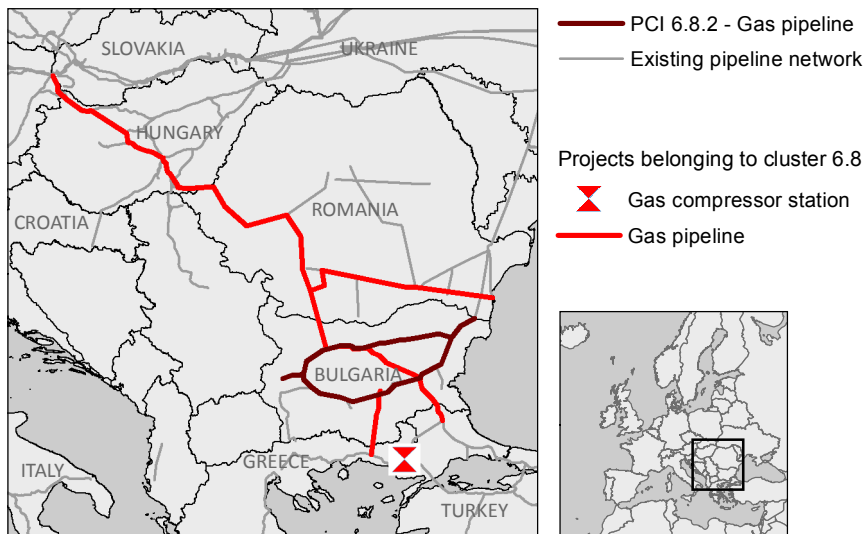 SLOVAKIA
UKRAINE
HUNGARY
CROATIA
ROMANIA
BULGARIA
ITALY
GREECE
TURKEY
PCI 6.8.2 - Gas pipeline
Existing pipeline network
Projects belonging to cluster 6.8
Gas compressor station
Gas pipeline